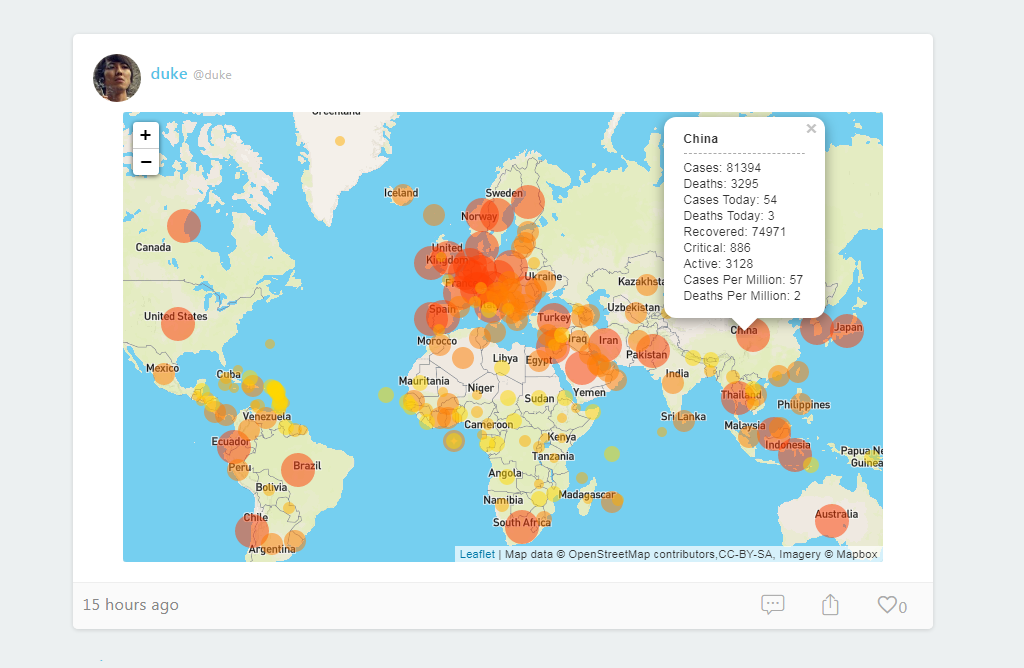 duke @duke
Greenland
+
−
China
×
Cases: 81394
Deaths: 3295
Cases Today: 54
Deaths Today: 3
Recovered: 74971
Critical: 886
Active: 3128
Cases Per Million: 57
Deaths Per Million: 2
Iceland
Sweden
Norway
Canada
United
Kingdom
Ukraine
Kazakhsta
Uzbekistan
United States
Spain
Turkey
China
Japan
Morocco
Iraq
Iran
Libya
Egypt
Pakistan
Mexico
Cuba
Mauritania
Niger
Sudan
Yemen
India
Thailand
Philippines
Venezuela
Cameroon
Sri Lanka
Ecuador
Kenya
Malaysia
Indonesia
Papua Ne
Guinea
Peru
Brazil
Tanzania
Bolivia
Angola
Namibia
Madagascar
Chile
South Africa
Australia
Argentina
Leaflet | Map data © OpenStreetMap contributors,CC-BY-SA, Imagery © Mapbox
15 hours ago
0